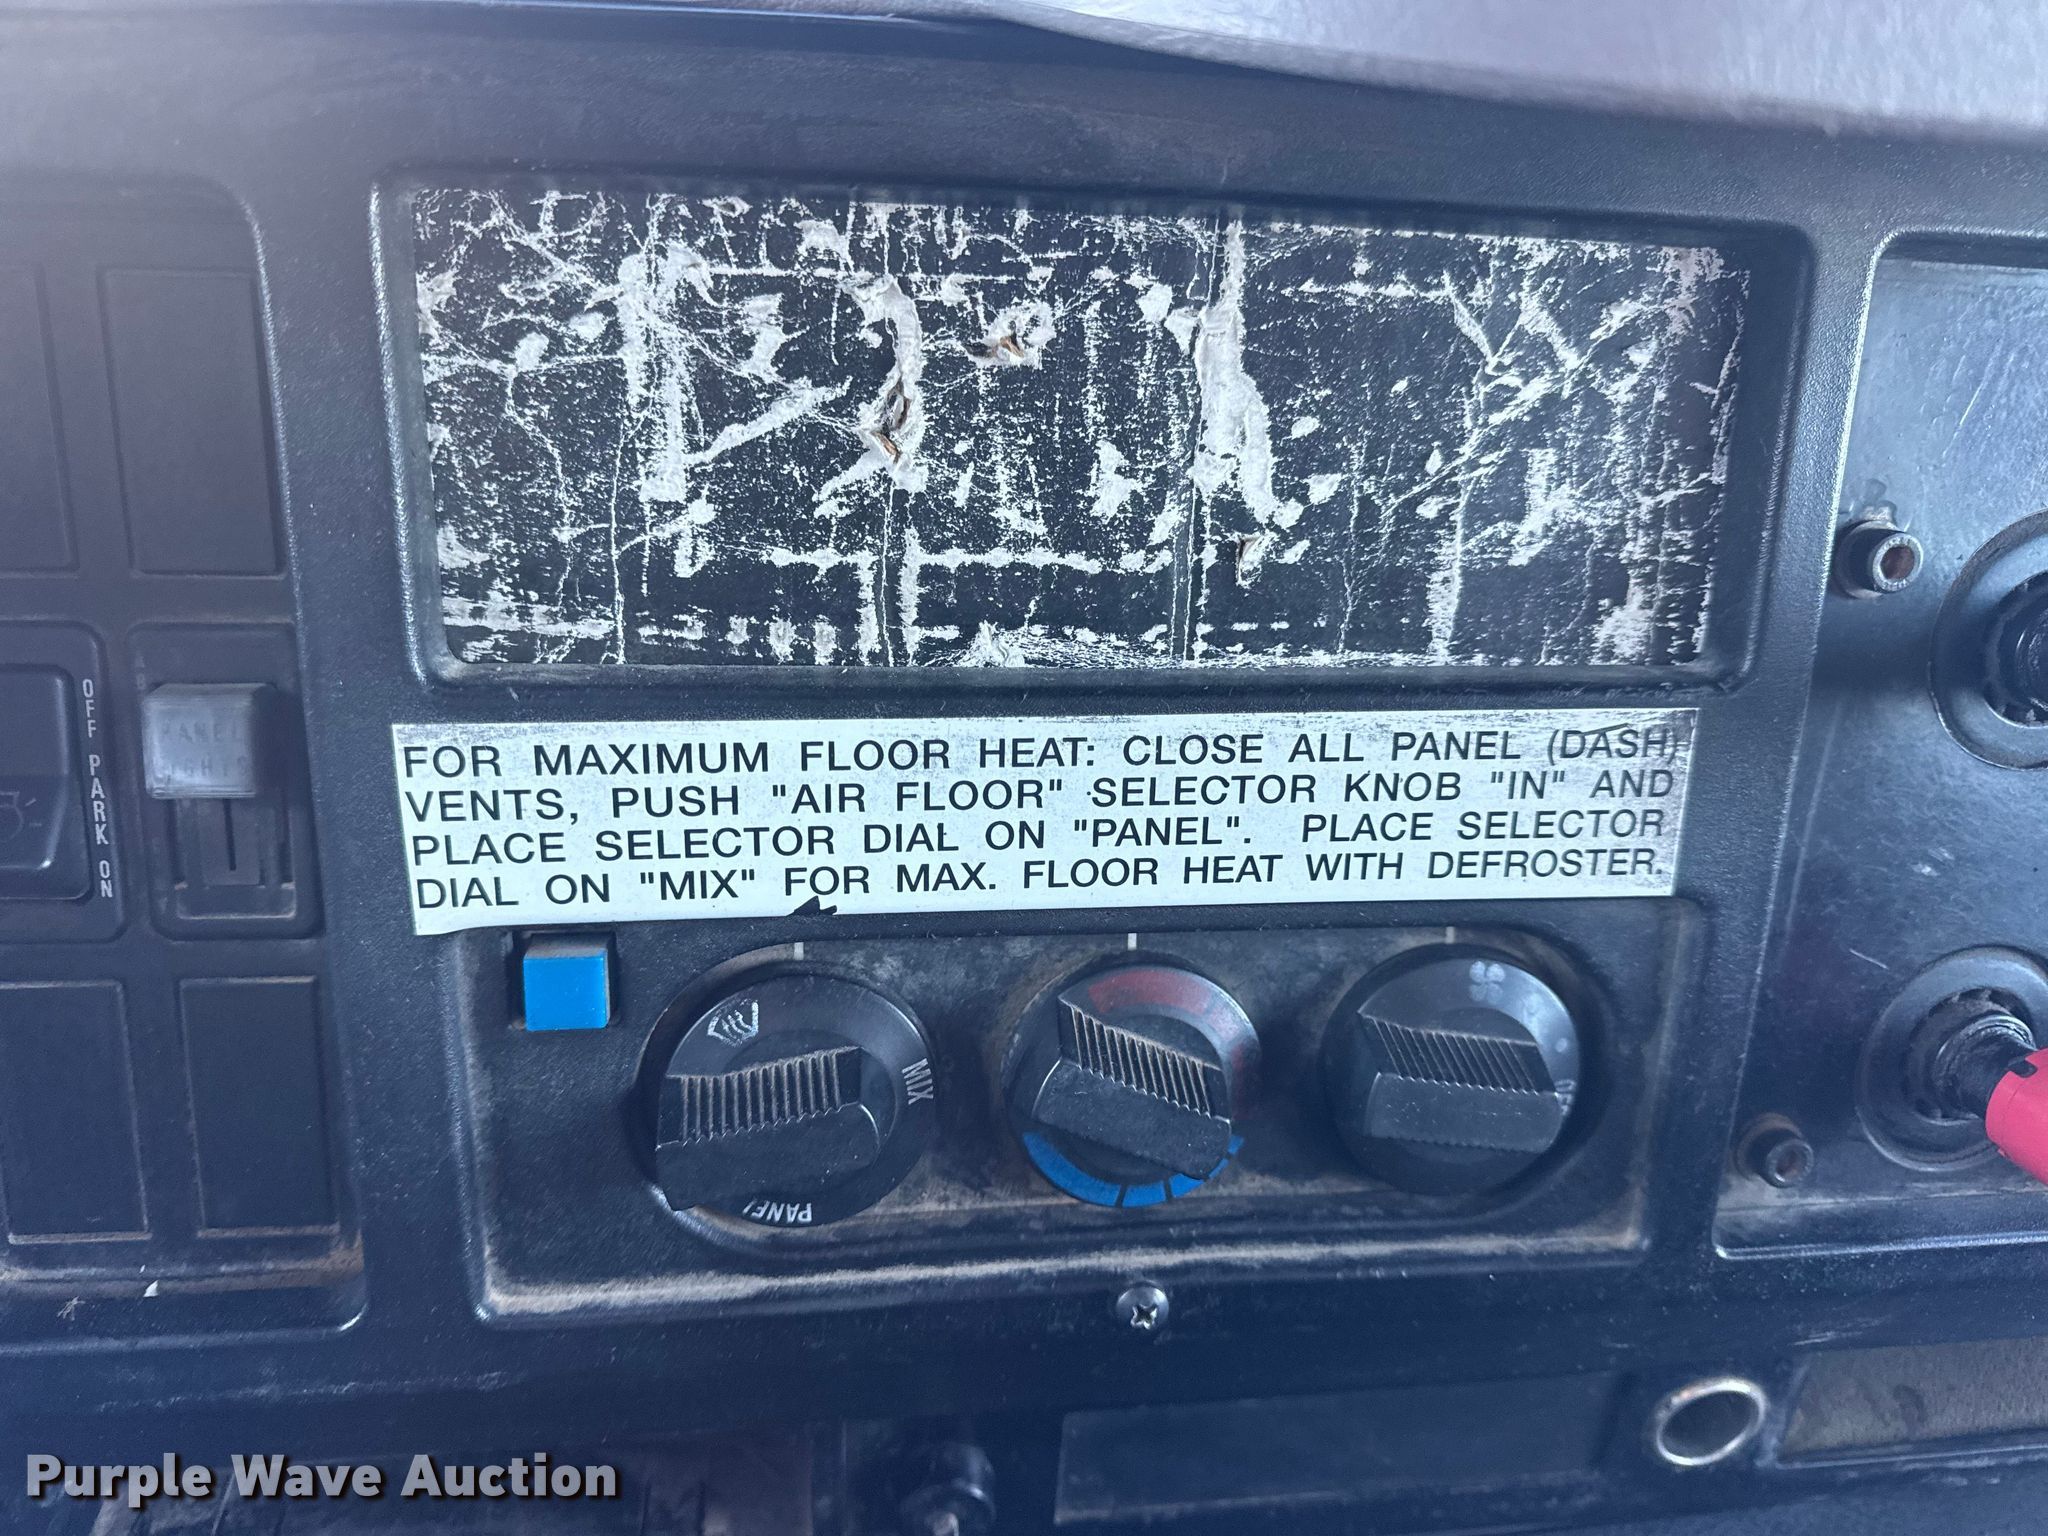 FOR MAXIMUM FLOOR HEAT: CLOSE ALL PANEL (DASH)
VENTS, PUSH "AIR FLOOR" SELECTOR KNOB "IN" AND
PLACE SELECTOR DIAL ON "PANEL". PLACE SELECTOR
DIAL ON "MIX" FOR MAX. FLOOR HEAT WITH DEFROSTER.
OFF PARK ON
PANEL
LIGHTS
MIX
PANEL
Purple Wave Auction